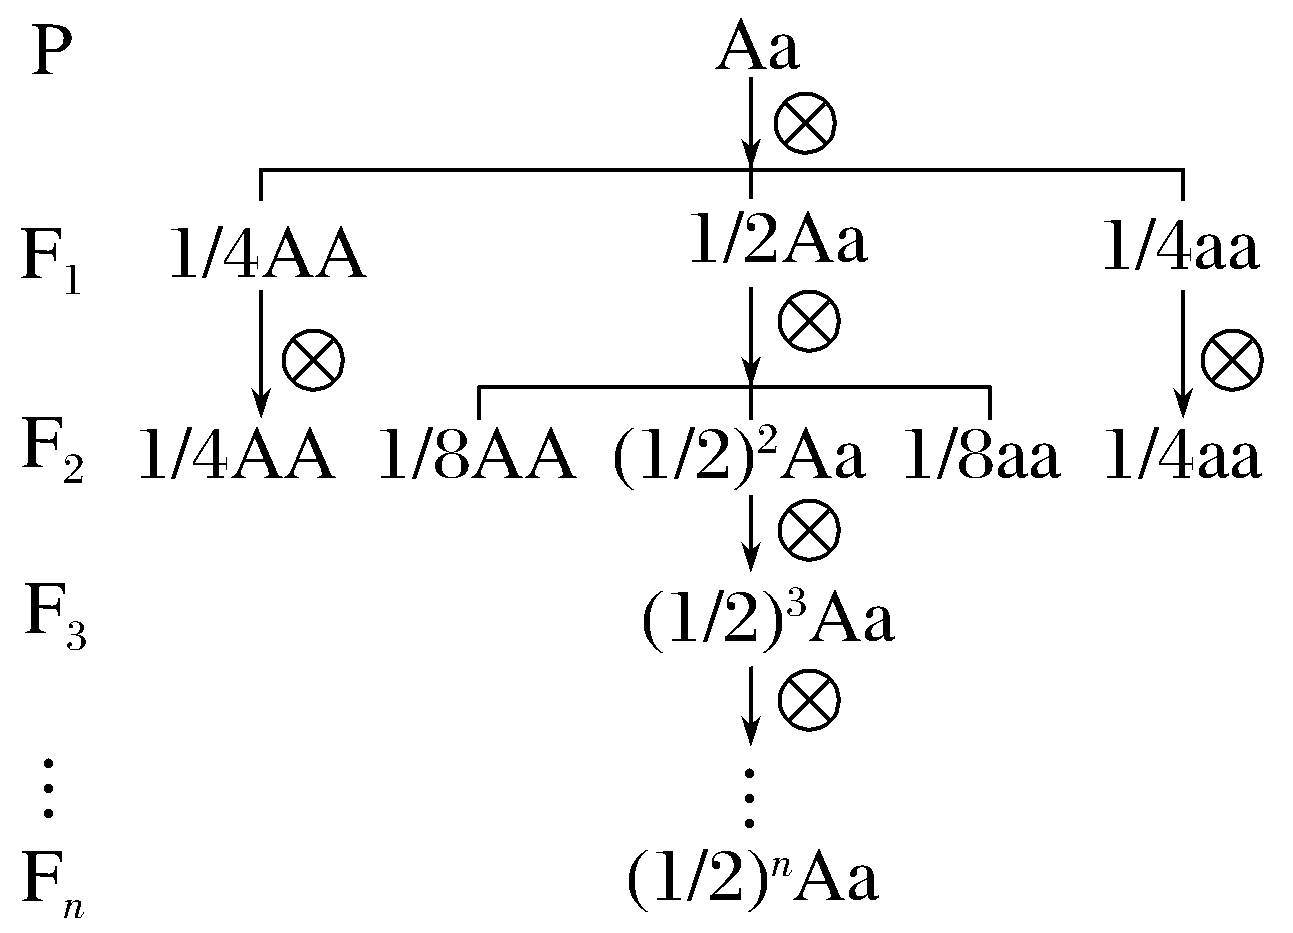 P Aa
F₁ 1/4AA 1/2Aa 1/4aa
F₂ 1/4AA 1/8AA (1/2)²Aa 1/8aa 1/4aa
F₃ (1/2)³Aa
⋮ ⋮
Fₙ (1/2)ⁿAa